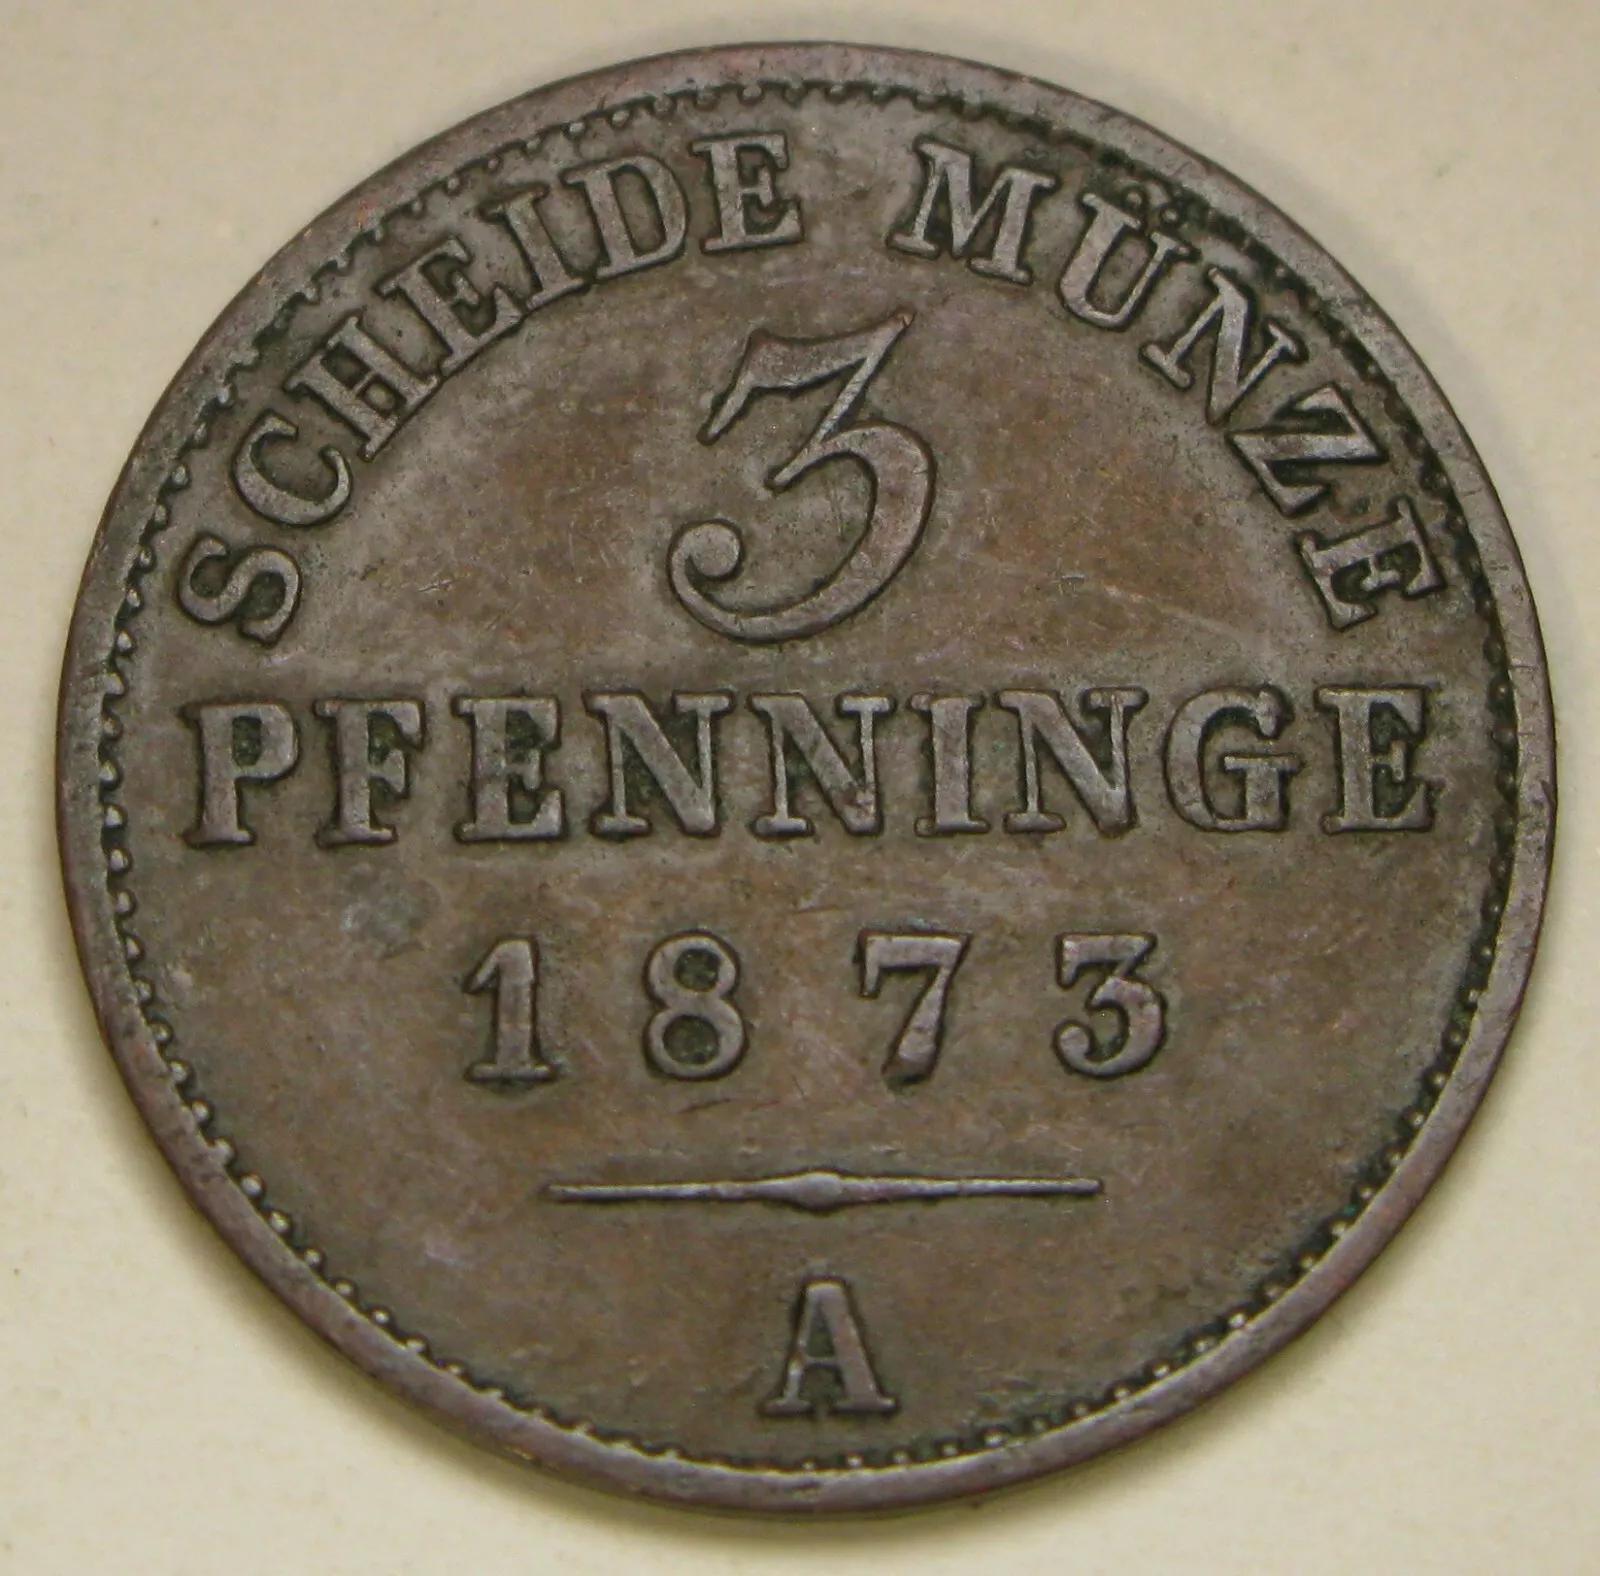 SCHEIDE MÜNZE
3
PFENNINGE
1873
A